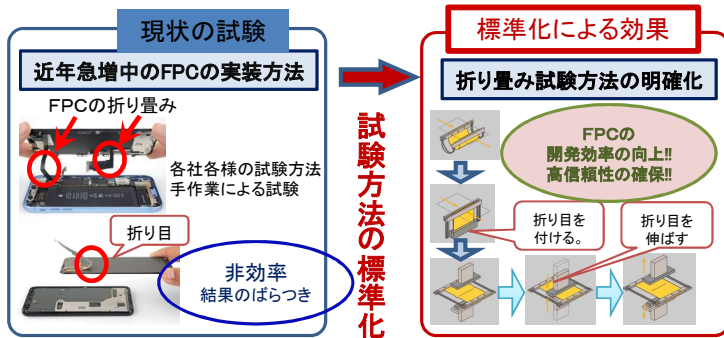 現状の試験
近年急増中のFPCの実装方法
FPCの折り畳み
各社各様の試験方法
手作業による試験
折り目
非効率
結果のばらつき
試験方法の標準化
標準化による効果
折り畳み試験方法の明確化
FPCの
開発効率の向上!!
高信頼性の確保!!
折り目を
付ける。
折り目を
伸ばす